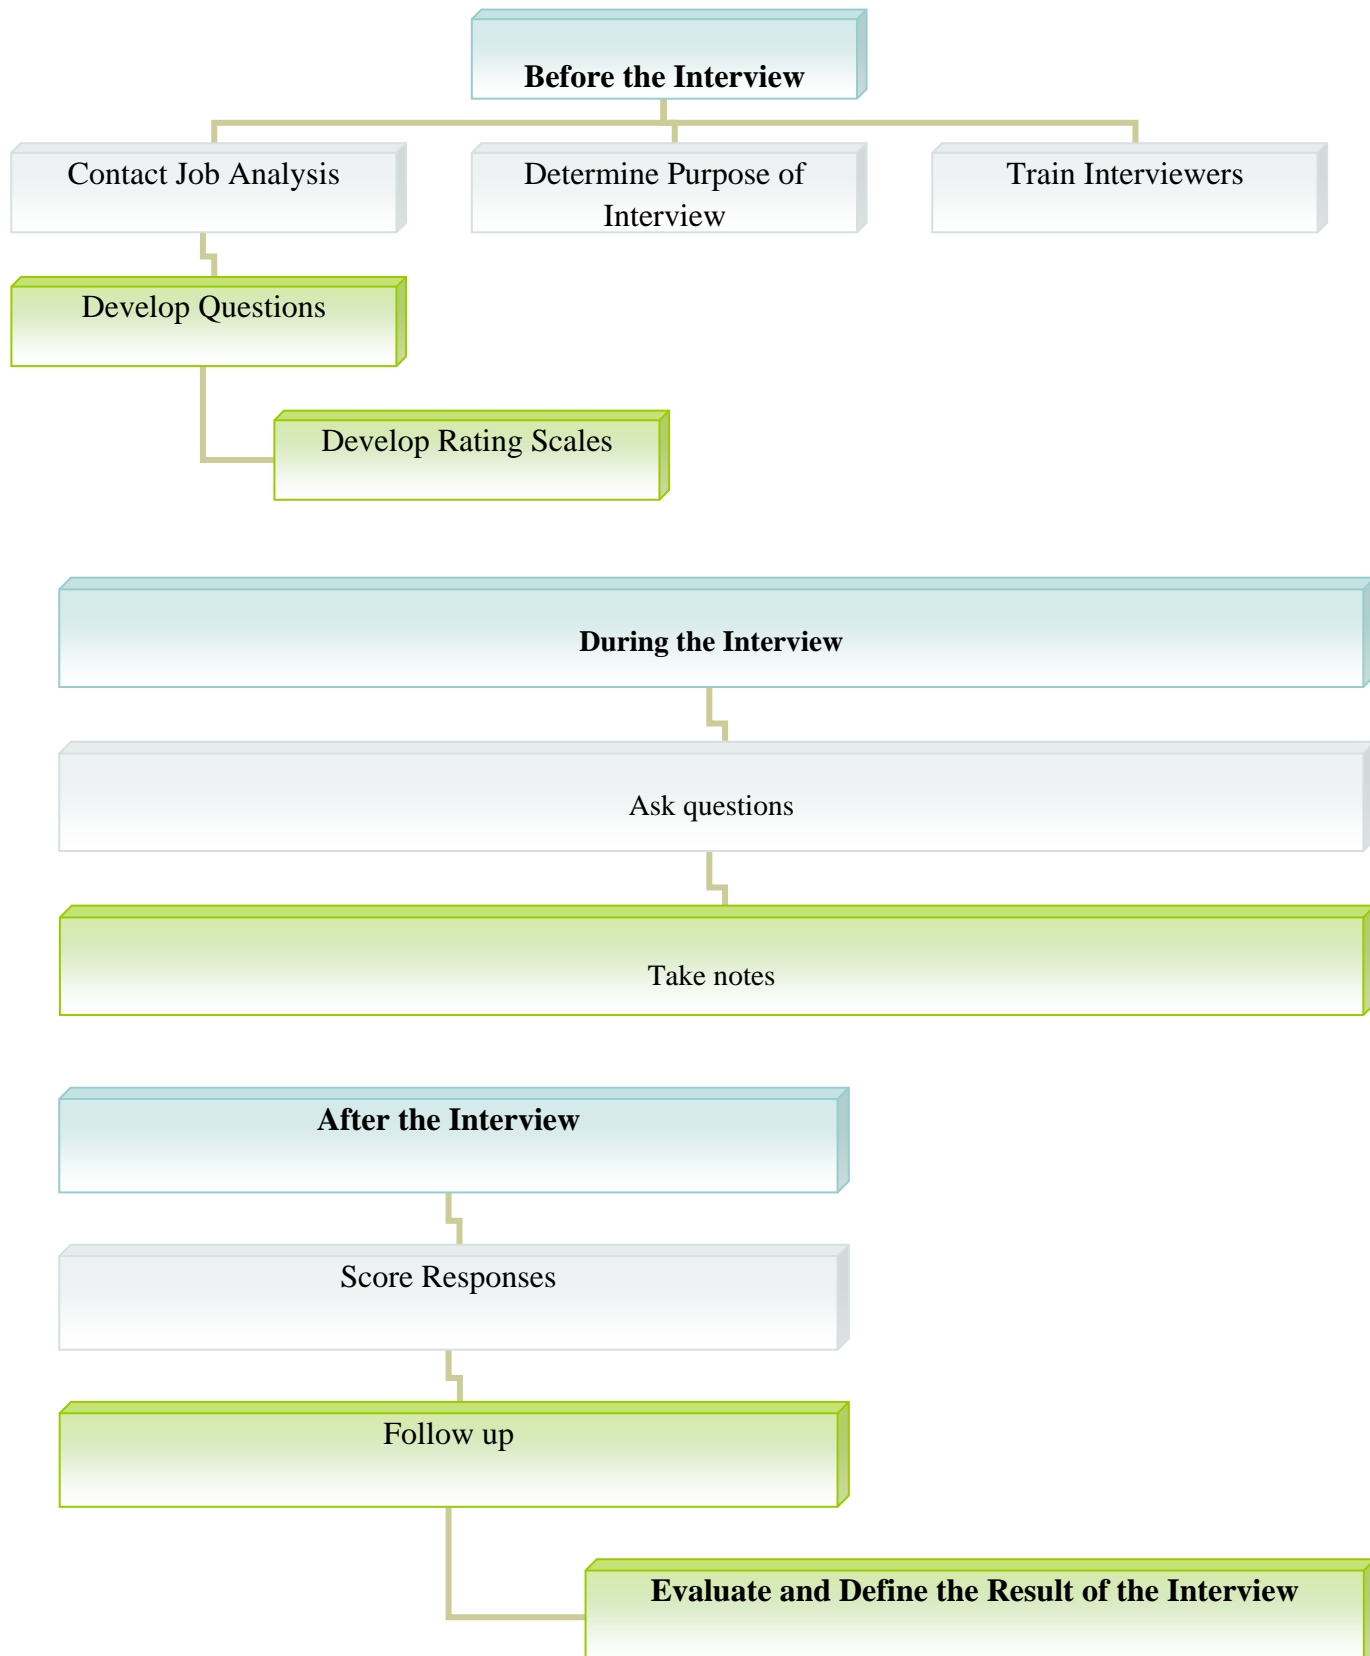 Before the Interview
Contact Job Analysis
Determine Purpose of
Interview
Train Interviewers
Develop Questions
Develop Rating Scales
During the Interview
Ask questions
Take notes
After the Interview
Score Responses
Follow up
Evaluate and Define the Result of the Interview